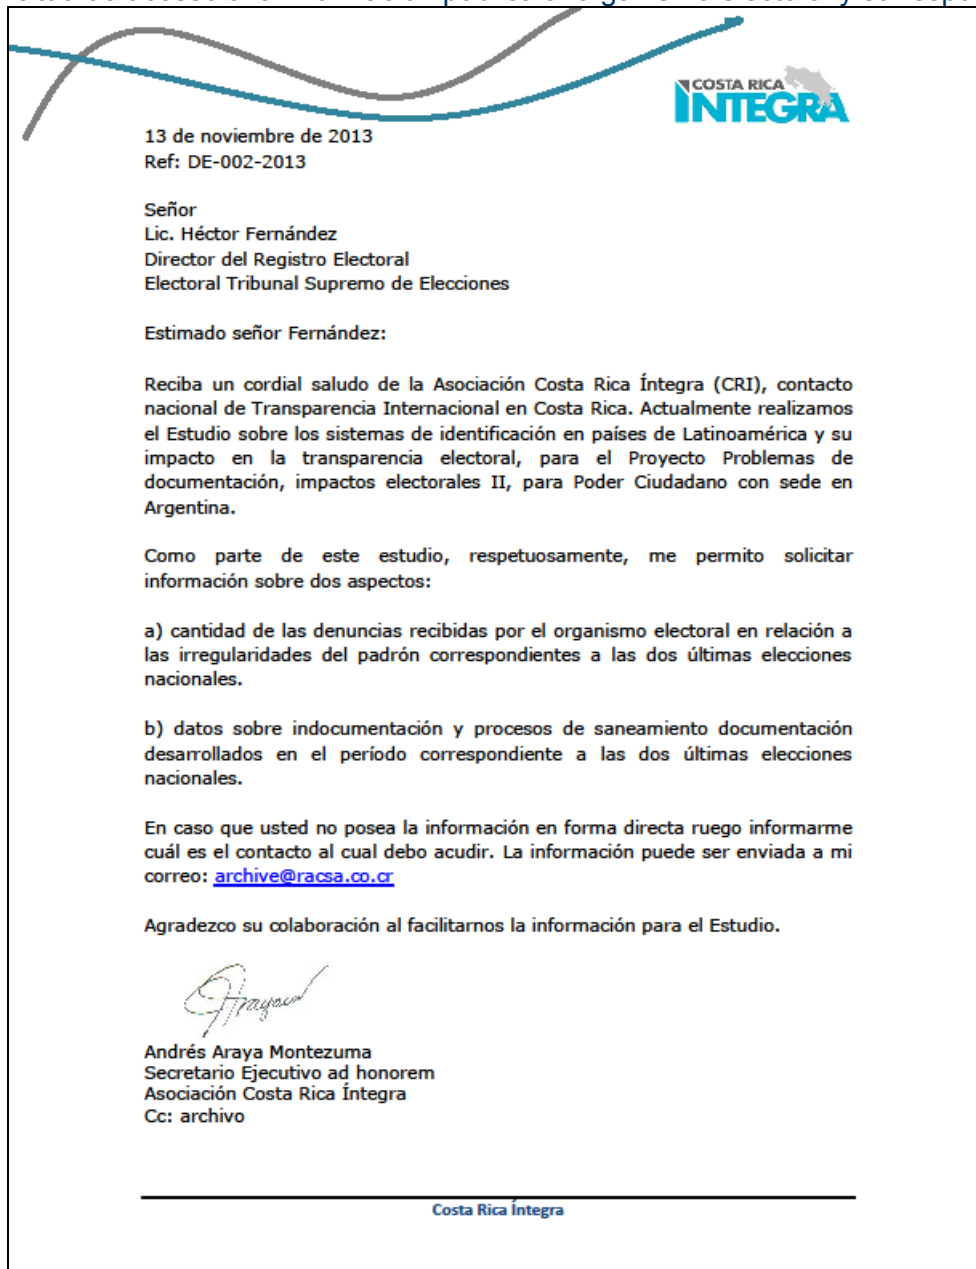 COSTA RICA
INTEGRA
13 de noviembre de 2013
Ref: DE-002-2013
Señor
Lic. Héctor Fernández
Director del Registro Electoral
Electoral Tribunal Supremo de Elecciones
Estimado señor Fernández:
Reciba un cordial saludo de la Asociación Costa Rica Íntegra (CRI), contacto
nacional de Transparencia Internacional en Costa Rica. Actualmente realizamos
el Estudio sobre los sistemas de identificación en países de Latinoamérica y su
impacto en la transparencia electoral, para el Proyecto Problemas de
documentación, impactos electorales II, para Poder Ciudadano con sede en
Argentina.
Como parte de este estudio, respetuosamente, me permito solicitar
información sobre dos aspectos:
a) cantidad de las denuncias recibidas por el organismo electoral en relación a
las irregularidades del padrón correspondientes a las dos últimas elecciones
nacionales.
b) datos sobre indocumentación y procesos de saneamiento documentación
desarrollados en el período correspondiente a las dos últimas elecciones
nacionales.
En caso que usted no posea la información en forma directa ruego informarme
cuál es el contacto al cual debo acudir. La información puede ser enviada a mi
correo: archive@racsa.co.cr
Agradezco su colaboración al facilitarnos la información para el Estudio.
Andrés Araya Montezuma
Secretario Ejecutivo ad honorem
Asociación Costa Rica Íntegra
Cc: archivo
Costa Rica Íntegra